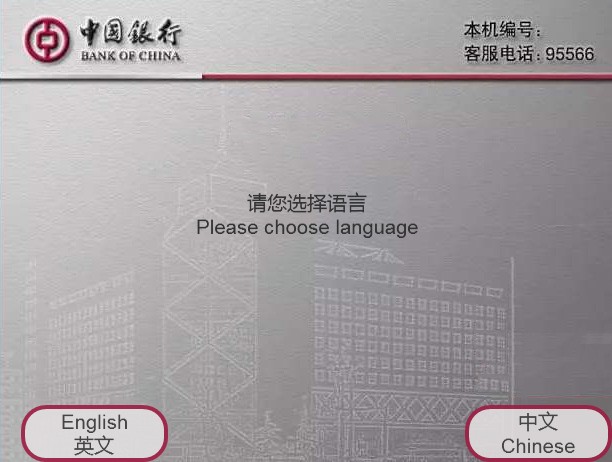 中国银行
BANK OF CHINA
本机编号：
客服电话：95566
请您选择语言
Please choose language
English
英文
中文
Chinese